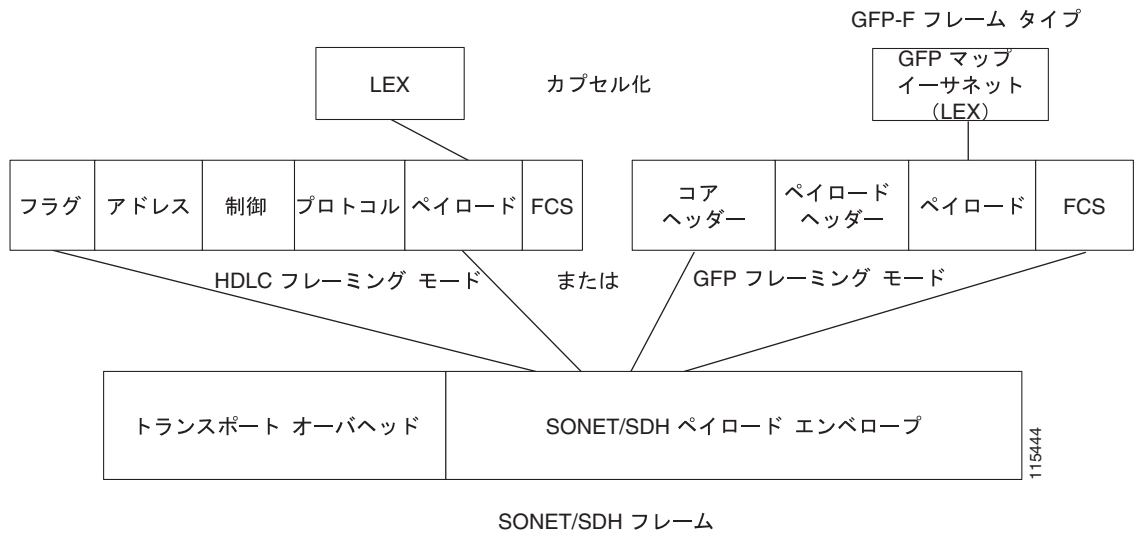 GFP-F フレーム タイプ
LEX
カプセル化
GFP マップ
イーサネット
(LEX)
フラグ
アドレス
制御
プロトコル
ペイロード
FCS
コア
ヘッダー
ペイロード
ヘッダー
ペイロード
FCS
HDLC フレーミング モード
または
GFP フレーミング モード
トランスポート オーバヘッド
SONET/SDH ペイロード エンベロープ
115444
SONET/SDH フレーム